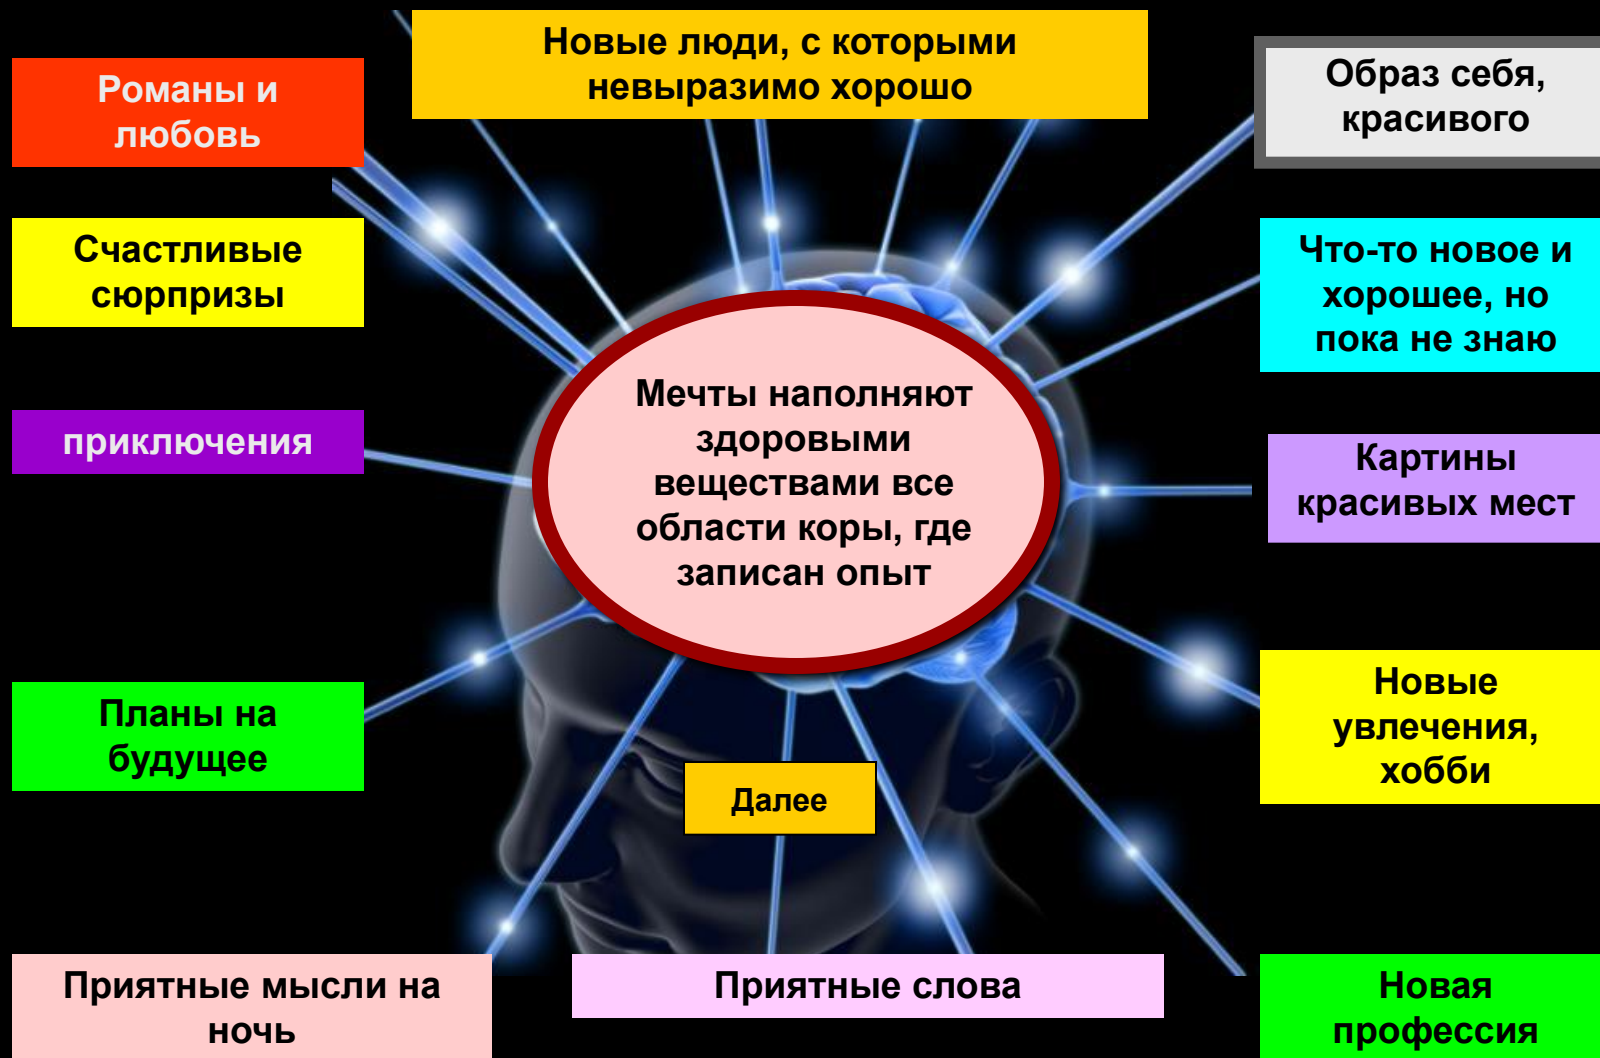 Новые люди, с которыми
невыразимо хорошо
Романы и
любовь
Образ себя,
красивого
Счастливые
сюрпризы
Что-то новое и
хорошее, но
пока не знаю
приключения
Мечты наполняют
здоровыми
веществами все
области коры, где
записан опыт
Картины
красивых мест
Планы на
будущее
Новые
увлечения,
хобби
Далее
Приятные мысли на
ночь
Приятные слова
Новая
профессия